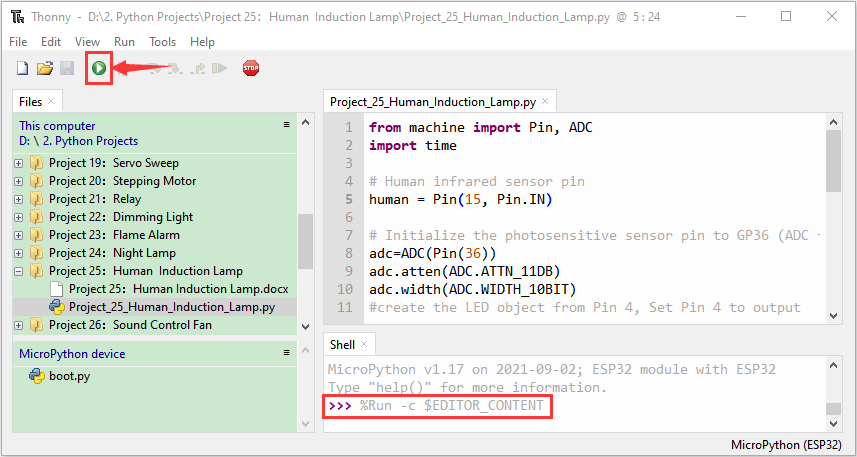 Thonny - D:\2. Python Projects\Project 25：Human Induction Lamp\Project_25_Human_Induction_Lamp.py @ 5:24
File Edit View Run Tools Help
STOP
Files ×
This computer
D: \ 2. Python Projects
Project 19：Servo Sweep
Project 20：Stepping Motor
Project 21：Relay
Project 22：Dimming Light
Project 23：Flame Alarm
Project 24：Night Lamp
Project 25：Human Induction Lamp
Project 25：Human Induction Lamp.docx
Project_25_Human_Induction_Lamp.py
Project 26：Sound Control Fan
MicroPython device
boot.py
Project_25_Human_Induction_Lamp.py ×
1 from machine import Pin, ADC
2 import time
3
4 # Human infrared sensor pin
5 human = Pin(15, Pin.IN)
6
7 # Initialize the photosensitive sensor pin to GP36 (ADC
8 adc=ADC(Pin(36))
9 adc.atten(ADC.ATTN_11DB)
10 adc.width(ADC.WIDTH_10BIT)
11 #create the LED object from Pin 4, Set Pin 4 to output
Shell ×
MicroPython v1.17 on 2021-09-02; ESP32 module with ESP32
Type "help()" for more information.
>>> %Run -c $EDITOR_CONTENT
MicroPython (ESP32)